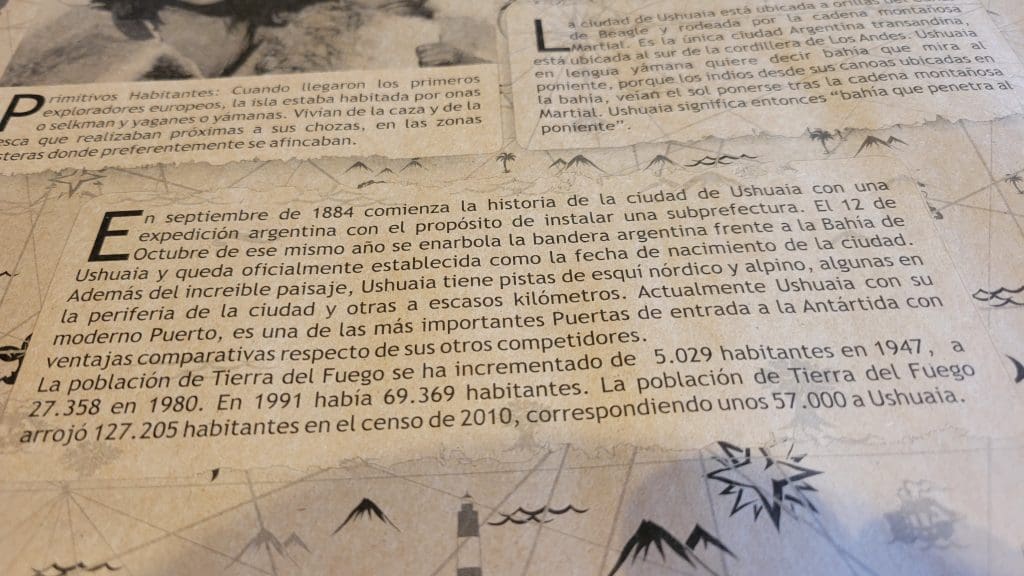 Primitivos Habitantes: Cuando llegaron los primeros
exploradores europeos, la isla estaba habitada por onas
o selkman y yaganes o yámanas. Vivían de la caza y de la
esca que realizaban próximas a sus chozas, en las zonas
steras donde preferentemente se afincaban.
La ciudad de Ushuaia está ubicada a orillas del
de Beagle y rodeada por la cadena montañosa
Martial. Es la única ciudad Argentina transandina,
está ubicada al sur de la cordillera de Los Andes. Ushuaia
en lengua yámana quiere decir bahía que mira al
poniente, porque los indios desde sus canoas ubicadas en
la bahía, veían el sol ponerse tras la cadena montañosa
Martial. Ushuaia significa entonces “bahía que penetra al
poniente”.
En septiembre de 1884 comienza la historia de la ciudad de Ushuaia con una
expedición argentina con el propósito de instalar una subprefectura. El 12 de
Octubre de ese mismo año se enarbola la bandera argentina frente a la Bahía de
Ushuaia y queda oficialmente establecida como la fecha de nacimiento de la ciudad.
Además del increible paisaje, Ushuaia tiene pistas de esquí nórdico y alpino, algunas en
la periferia de la ciudad y otras a escasos kilómetros. Actualmente Ushuaia con su
moderno Puerto, es una de las más importantes Puertas de entrada a la Antártida con
ventajas comparativas respecto de sus otros competidores.
La población de Tierra del Fuego se ha incrementado de 5.029 habitantes en 1947, a
27.358 en 1980. En 1991 había 69.369 habitantes. La población de Tierra del Fuego
arrojó 127.205 habitantes en el censo de 2010, correspondiendo unos 57.000 a Ushuaia.